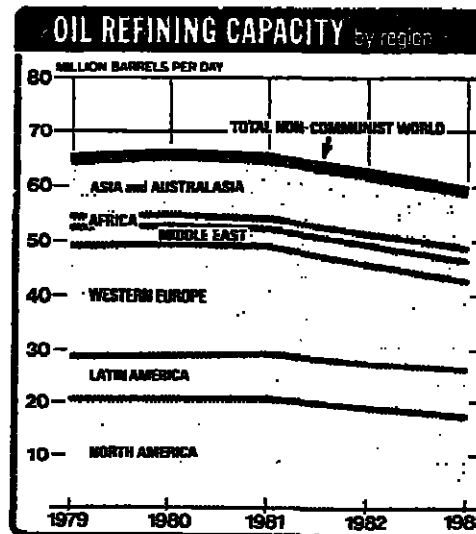 OIL REFINING CAPACITY by region
MILLION BARRELS PER DAY
80
70
TOTAL NON-COMMUNIST WORLD
60
ASIA and AUSTRALASIA
AFRICA
50
MIDDLE EAST
40
WESTERN EUROPE
30
LATIN AMERICA
20
10
NORTH AMERICA
1979 1980 1981 1982